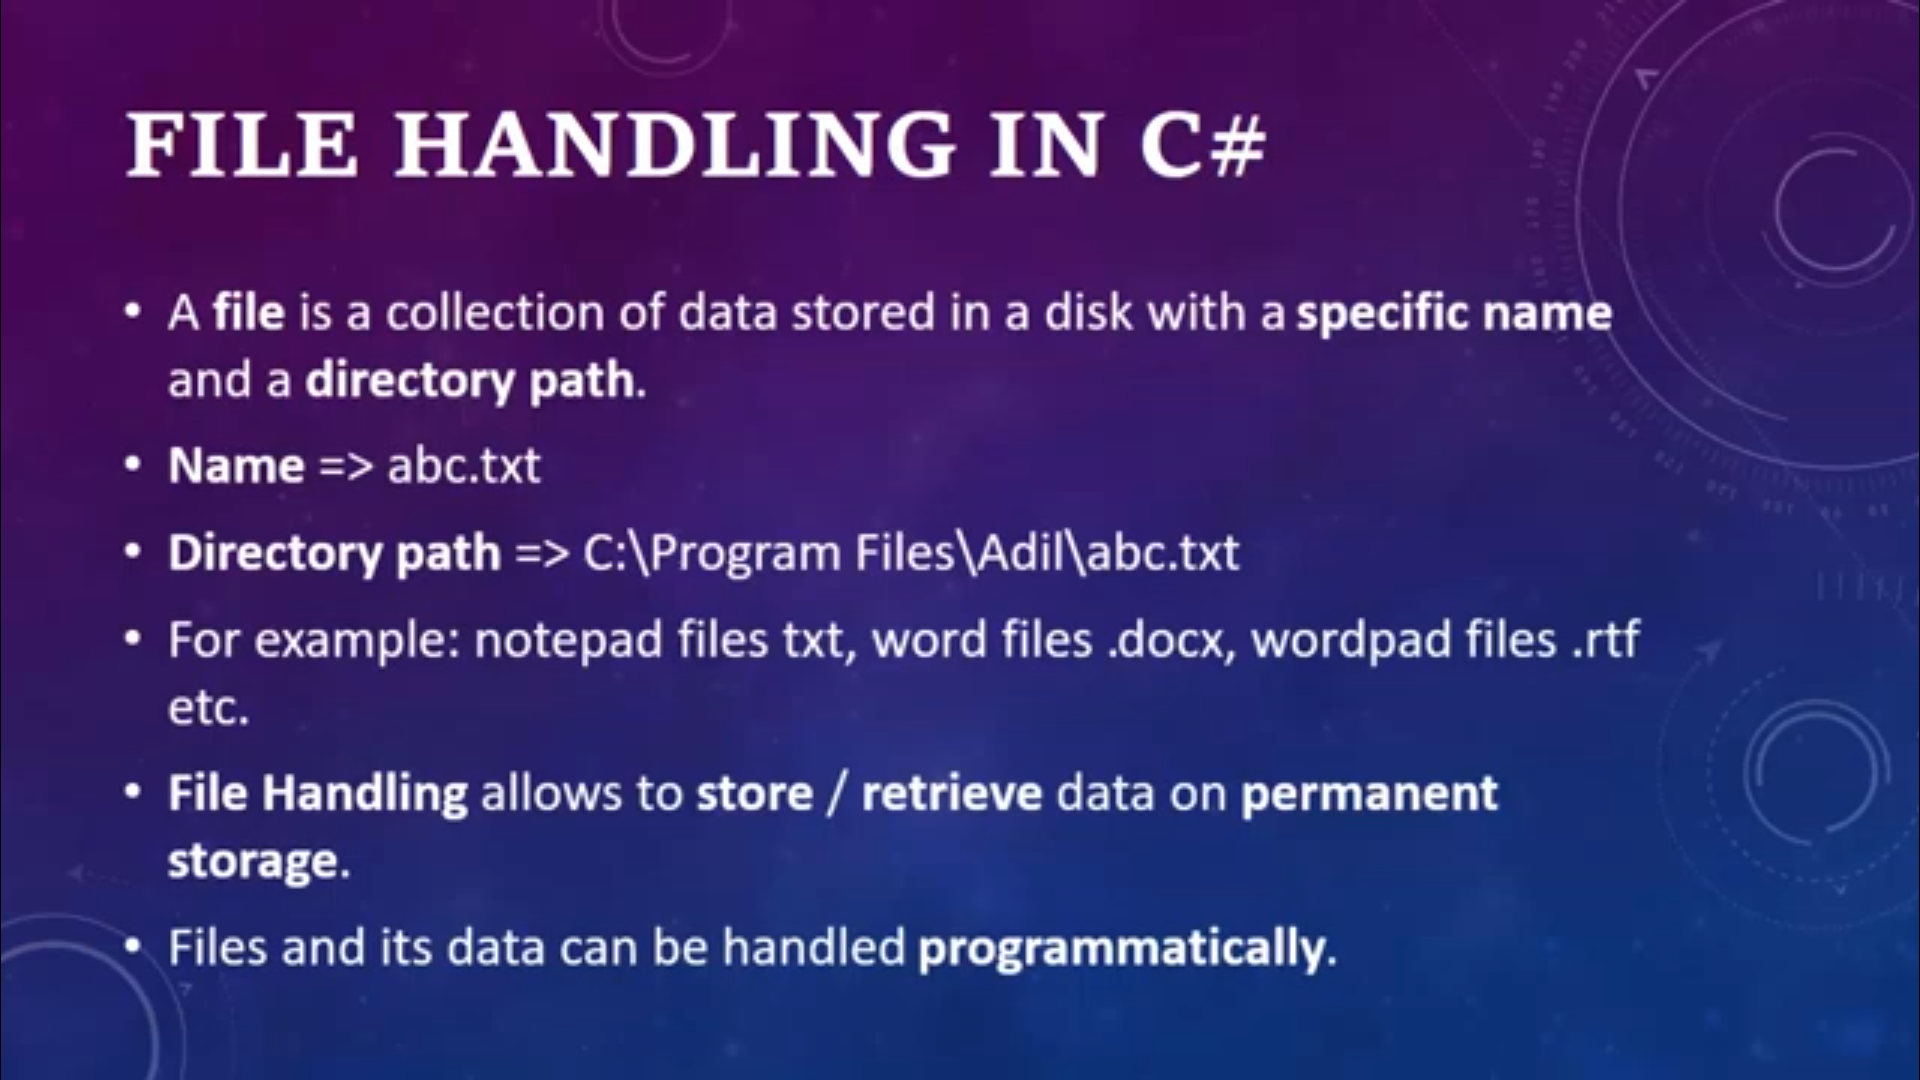 FILE HANDLING IN C#
• A file is a collection of data stored in a disk with a specific name
and a directory path.
• Name => abc.txt
• Directory path => C:\Program Files\Adil\abc.txt
• For example: notepad files txt, word files .docx, wordpad files .rtf
etc.
• File Handling allows to store / retrieve data on permanent
storage.
• Files and its data can be handled programmatically.